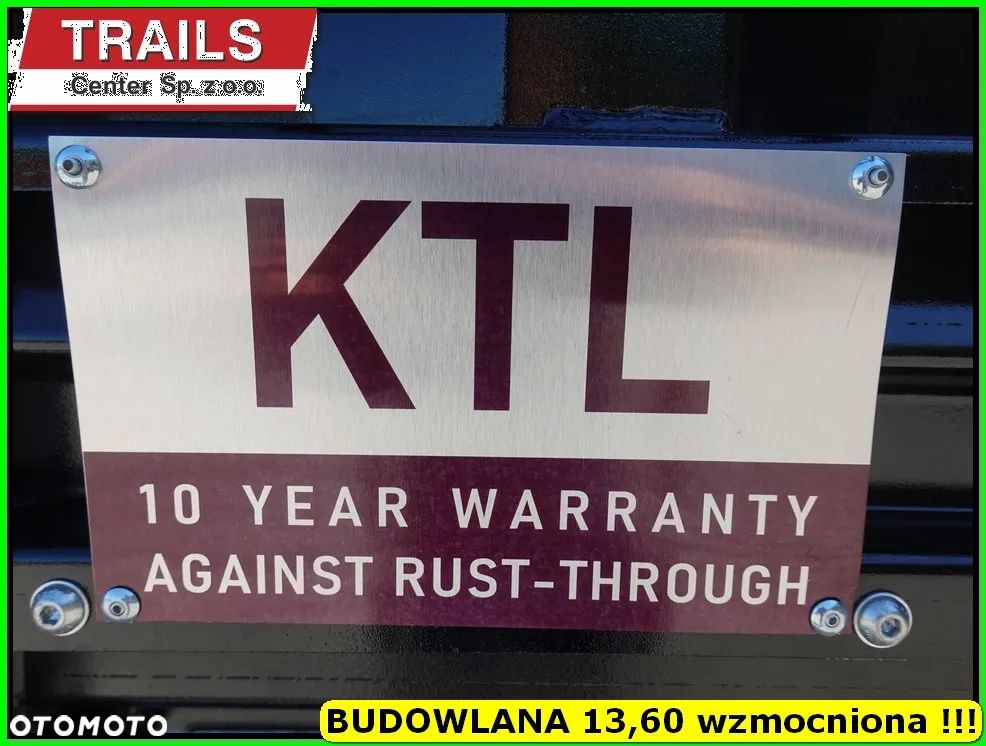 TRAILS
Center Sp. z o.o.
KTL
10 YEAR WARRANTY
AGAINST RUST-THROUGH
OTOMOTO
BUDOWLANA 13,60 wzmocniona !!!